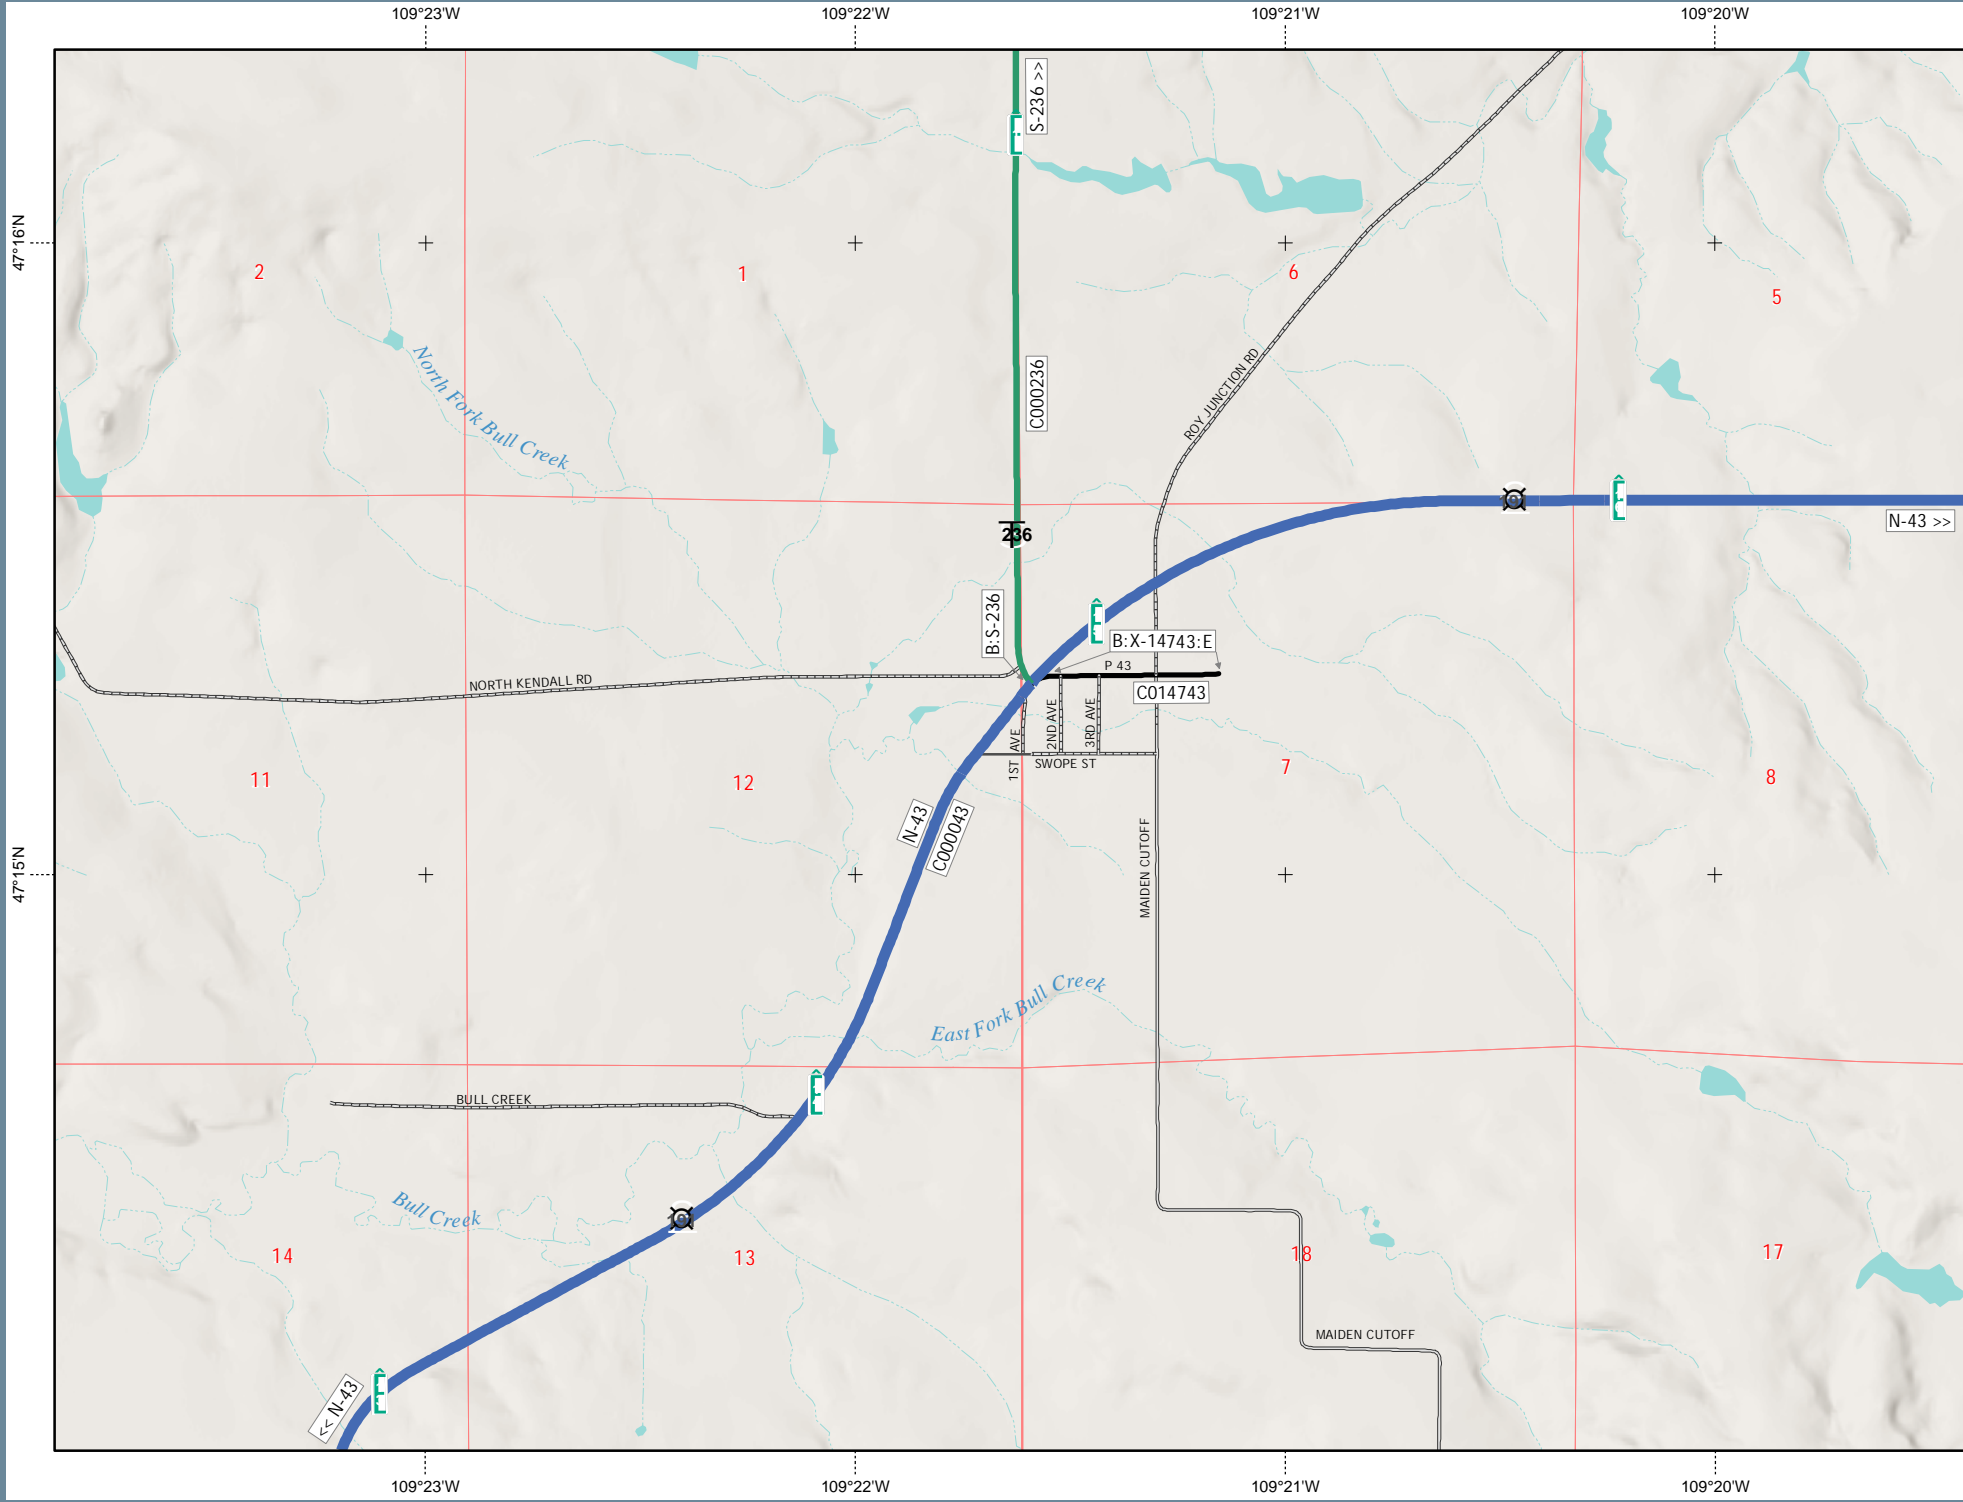 109°23'W
109°22'W
109°21'W
109°20'W
S-236 >>
47°16'N
2
1
6
5
North Fork Bull Creek
C000236
ROY JUNCTION RD
N-43 >>
236
B:S-236
B:X-14743:E
P 43
C014743
NORTH KENDALL RD
1ST AVE
2ND AVE
3RD AVE
SWOPE ST
11
12
7
8
N-43
C000043
MAIDEN CUTOFF
47°15'N
East Fork Bull Creek
BULL CREEK
Bull Creek
14
13
18
17
MAIDEN CUTOFF
<< N-43
109°23'W
109°22'W
109°21'W
109°20'W